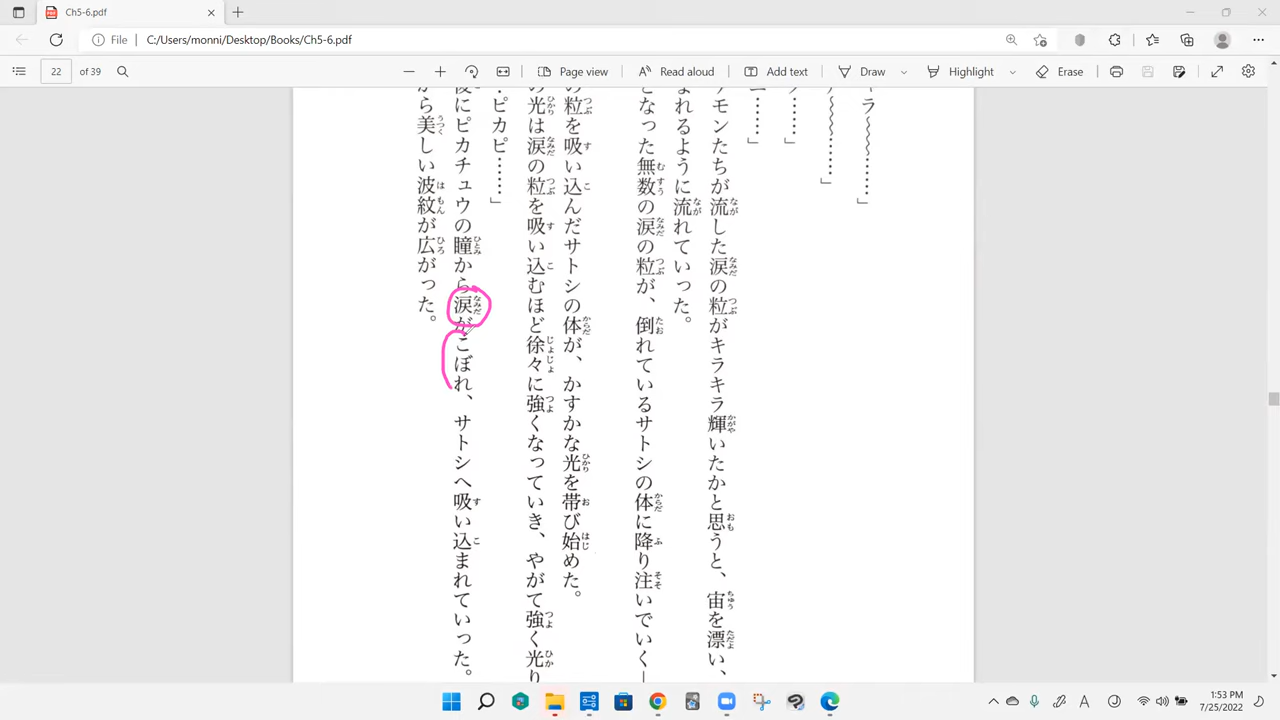 Ch5-6.pdf
File
C:/Users/monni/Desktop/Books/Ch5-6.pdf
22 of 39
Page view
Read aloud
Add text
Draw
Highlight
Erase
キラ〜〜〜………」
〜〜〜……」
……」
……」
モンたちが流した涙の粒がキラキラ輝いたかと思うと、宙を漂い、
まれるように流れていった。
となった無数の涙の粒が、倒れているサトシの体に降り注いでいく
の粒を吸い込んだサトシの体が、かすかな光を帯び始めた。
の光は涙の粒を吸い込むほど徐々に強くなっていき、やがて強く光り
ピカピ……」
後にピカチュウの瞳から涙がこぼれ、サトシへ吸い込まれていった。
から美しい波紋が広がった。
1:53 PM
7/25/2022